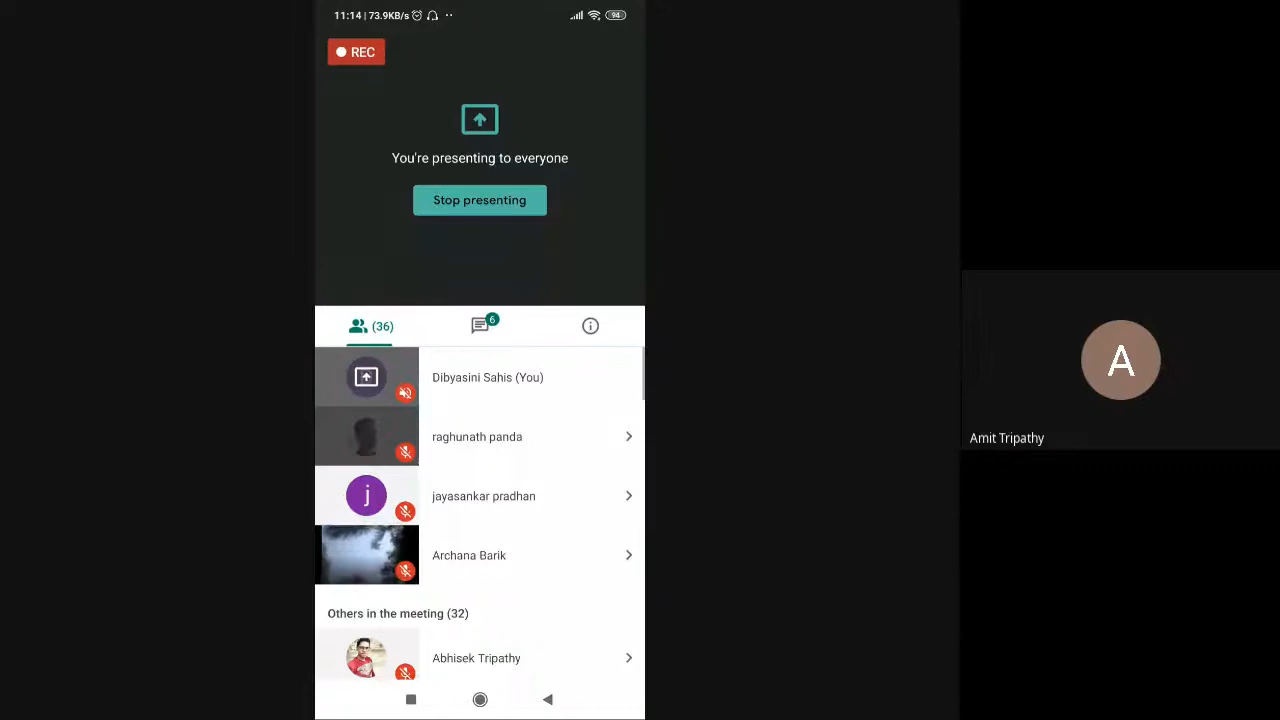 11:14 | 73.9KB/s
94
REC
You're presenting to everyone
Stop presenting
(36)
6
Dibyasini Sahis (You)
raghunath panda
j
jayasankar pradhan
Archana Barik
Others in the meeting (32)
Abhisek Tripathy
A
Amit Tripathy